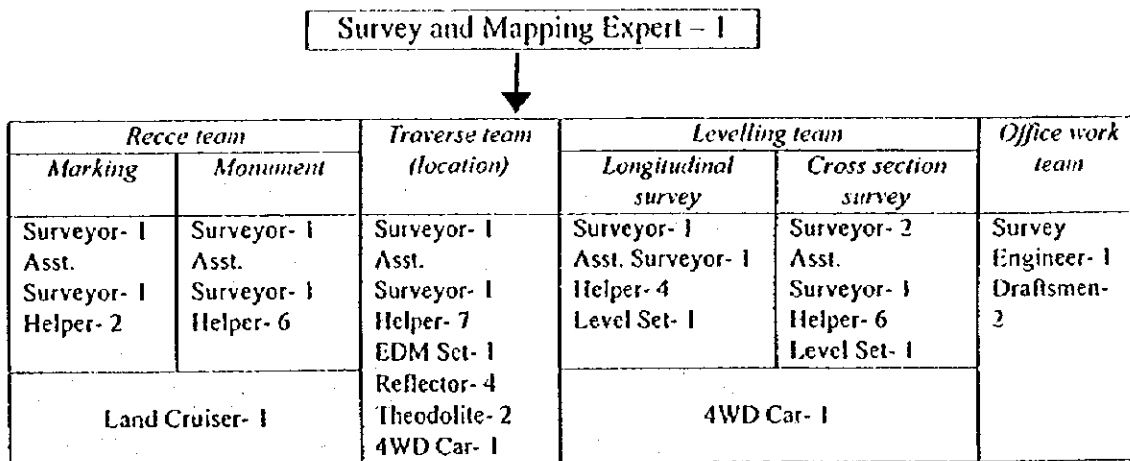 Survey and Mapping Expert – 1
Recce team
Marking
Monument
Traverse team
(location)
Levelling team
Longitudinal
survey
Cross section
survey
Office work
team
Surveyor- 1
Asst.
Surveyor- 1
Helper- 2
Surveyor- 1
Asst.
Surveyor- 1
Helper- 6
Land Cruiser- 1
Surveyor- 1
Asst.
Surveyor- 1
Helper- 7
EDM Set- 1
Reflector- 4
Theodolite- 2
4WD Car- 1
Surveyor- 1
Asst. Surveyor- 1
Helper- 4
Level Set- 1
Surveyor- 2
Asst.
Surveyor- 1
Helper- 6
Level Set- 1
4WD Car- 1
Survey
Engineer- 1
Draftsmen-
2